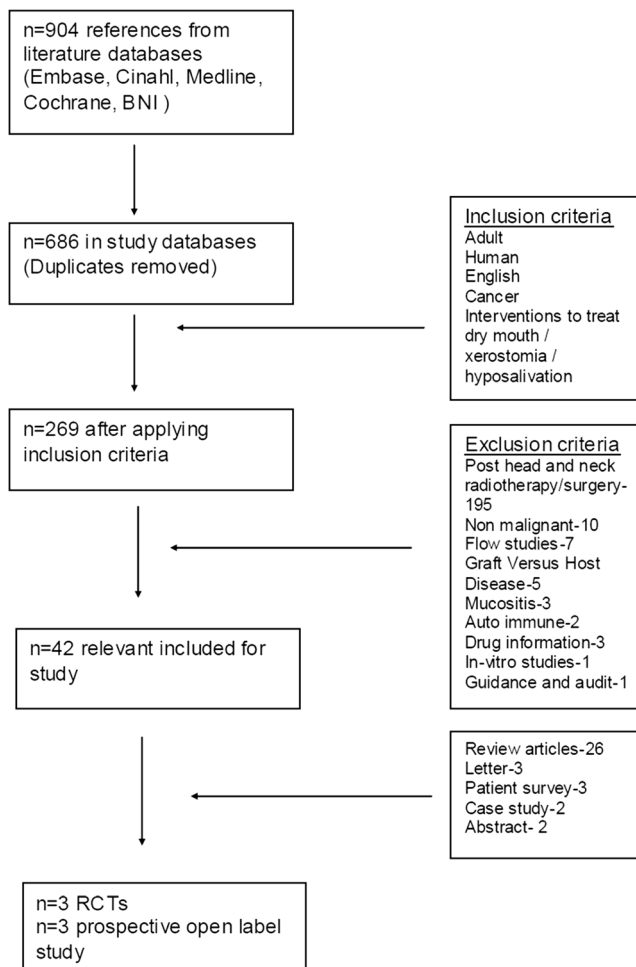 n=904 references from
literature databases
(Embase, Cinahl, Medline,
Cochrane, BNI )
n=686 in study databases
(Duplicates removed)
Inclusion criteria
Adult
Human
English
Cancer
Interventions to treat
dry mouth /
xerostomia /
hyposalivation
n=269 after applying
inclusion criteria
Exclusion criteria
Post head and neck
radiotherapy/surgery-
195
Non malignant-10
Flow studies-7
Graft Versus Host
Disease-5
Mucositis-3
Auto immune-2
Drug information-3
In-vitro studies-1
Guidance and audit-1
n=42 relevant included for
study
Review articles-26
Letter-3
Patient survey-3
Case study-2
Abstract- 2
n=3 RCTs
n=3 prospective open label
study